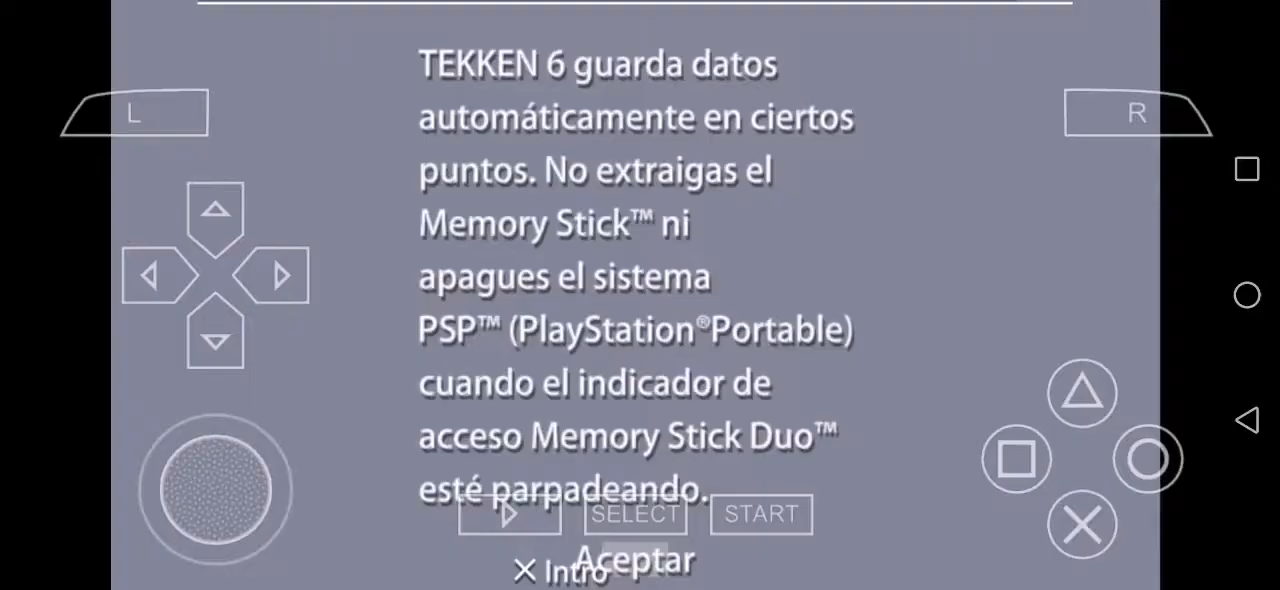 TEKKEN 6 guarda datos
automáticamente en ciertos
puntos. No extraigas el
Memory Stick™ ni
apagues el sistema
PSP™ (PlayStation®Portable)
cuando el indicador de
acceso Memory Stick Duo™
esté parpadeando.
L
R
SELECT
START
Aceptar
Intro